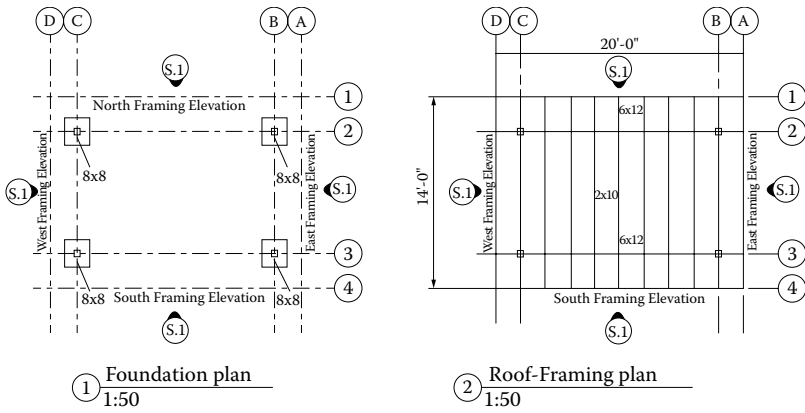 D C B A
S.1
North Framing Elevation
1
2
8x8 8x8
West Framing Elevation
S.1
East Framing Elevation
S.1
3
8x8 8x8
South Framing Elevation
4
S.1
1 Foundation plan
1:50
D C B A
20'-0"
S.1
1
6x12
2
14'-0"
S.1
West Framing Elevation
2x10
East Framing Elevation
S.1
6x12
3
4
South Framing Elevation
S.1
2 Roof-Framing plan
1:50